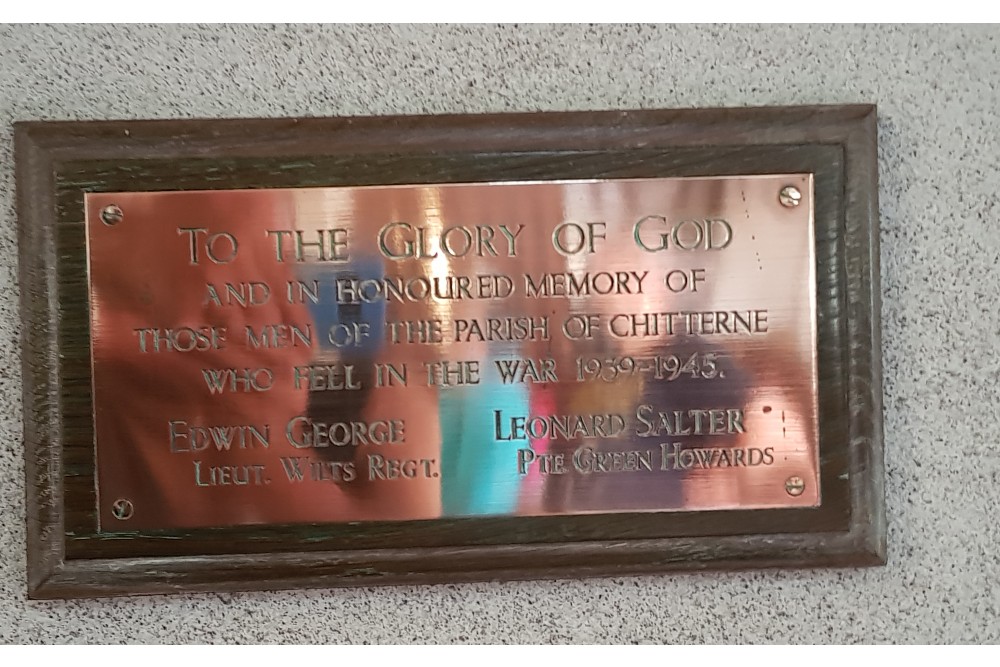 TO THE GLORY OF GOD
AND IN HONOURED MEMORY OF
THOSE MEN OF THE PARISH OF CHITTERNE
WHO FELL IN THE WAR 1939-1945.
EDWIN GEORGE
LIEUT. WILTS REGT.
LEONARD SALTER
PTE GREEN HOWARDS